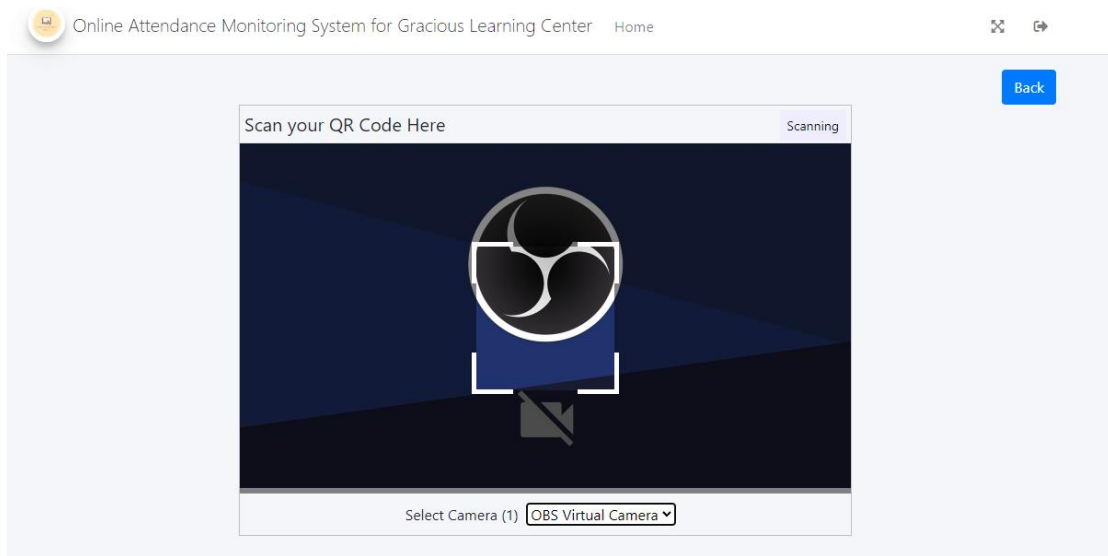 Online Attendance Monitoring System for Gracious Learning Center Home
Back
Scan your QR Code Here Scanning
Select Camera (1) OBS Virtual Camera